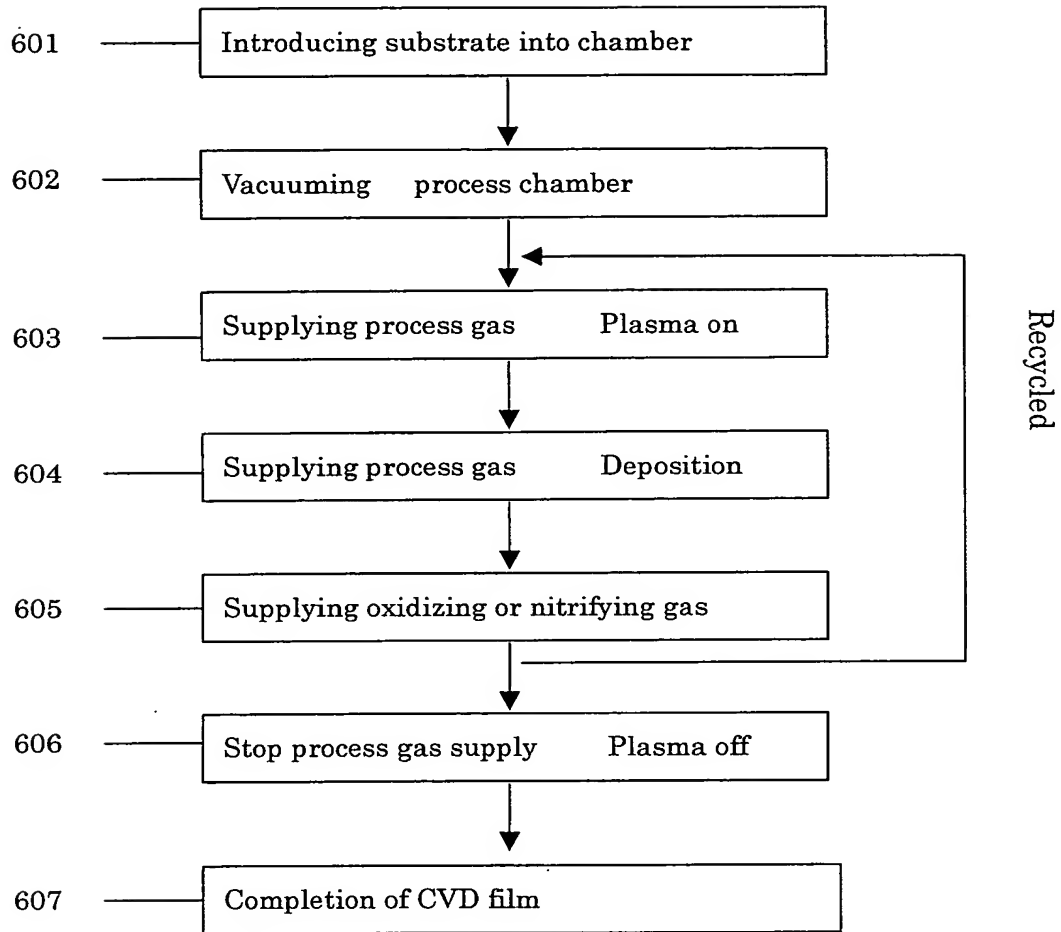 601 Introducing substrate into chamber
602 Vacuuming process chamber
603 Supplying process gas Plasma on
Recycled
604 Supplying process gas Deposition
605 Supplying oxidizing or nitrifying gas
606 Stop process gas supply Plasma off
607 Completion of CVD film